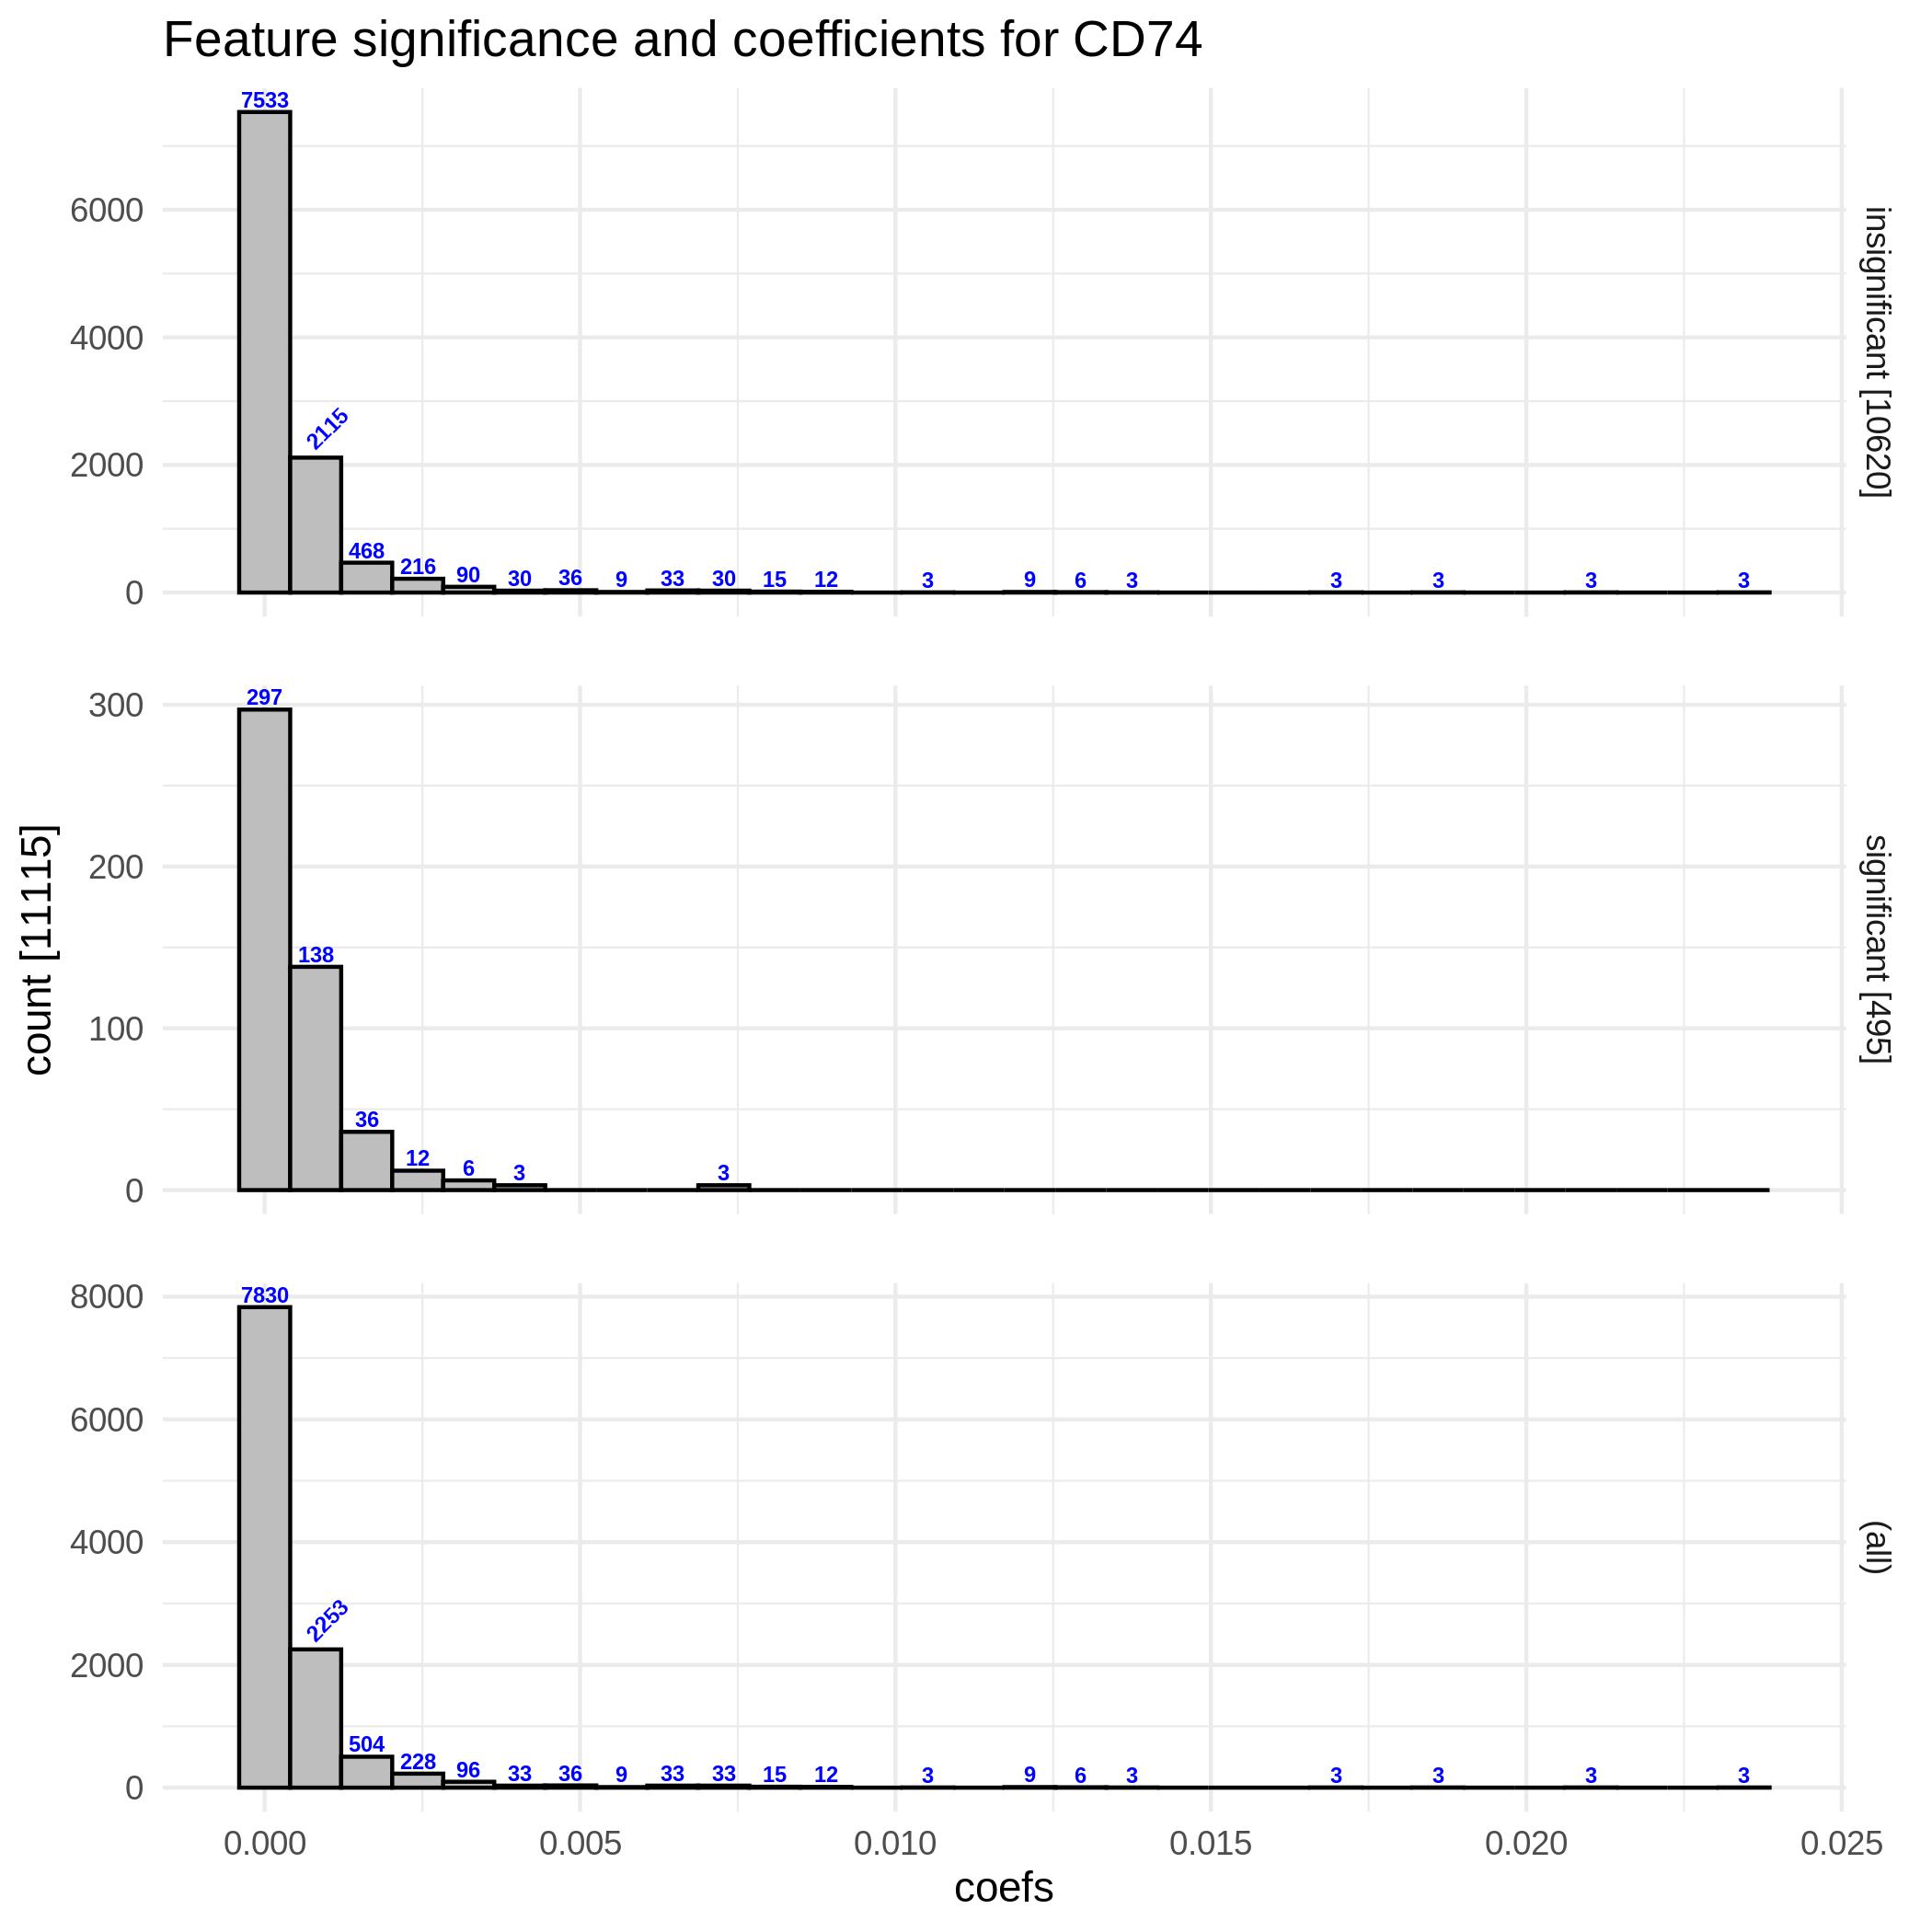 Feature significance and coefficients for CD74
7533
6000
4000
2115
2000
468
216 90 30 36 9 33 30 15 12 3 9 6 3 3 3 3 3
0
insignificant [10620]
297
300
200
138
100
36
12 6 3 3
0
significant [495]
count [11115]
7830
8000
6000
4000
2253
2000
504
228 96 33 36 9 33 33 15 12 3 9 6 3 3 3 3 3
0
(all)
0.000 0.005 0.010 0.015 0.020 0.025
coefs